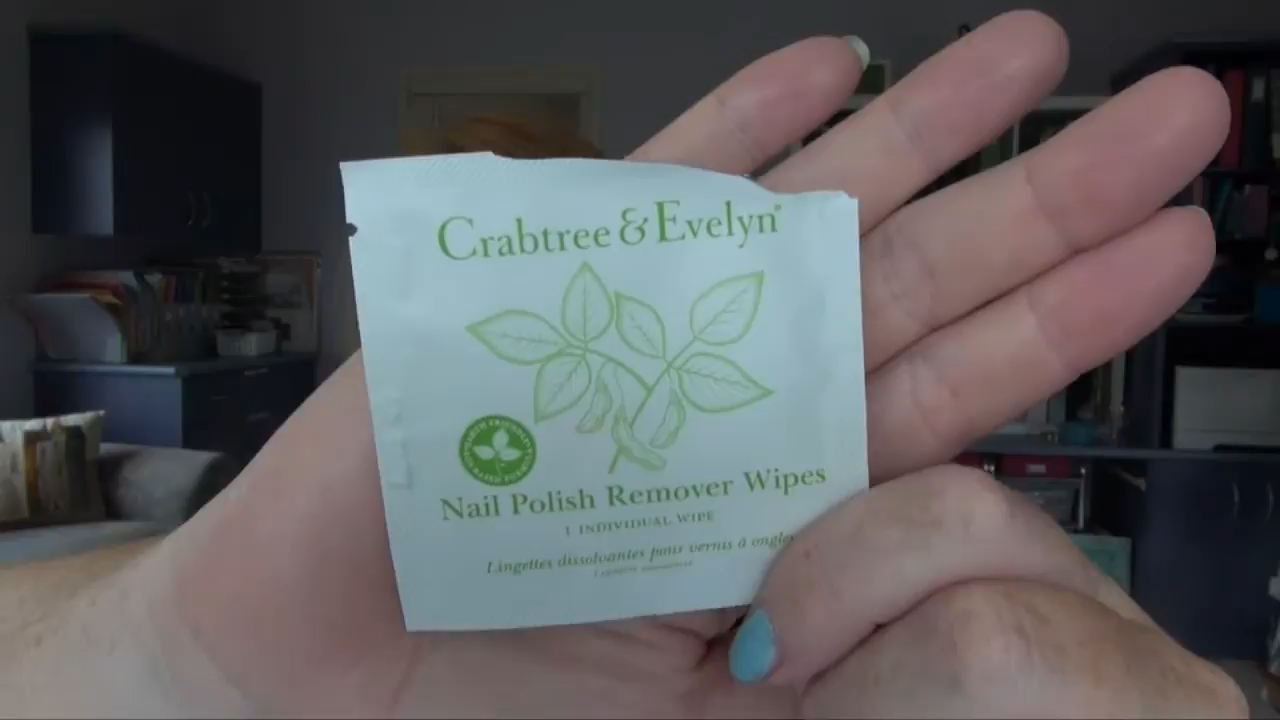 Crabtree & Evelyn®
Nail Polish Remover Wipes
1 INDIVIDUAL WIPE
Lingettes dissolvantes pour vernis à ongles